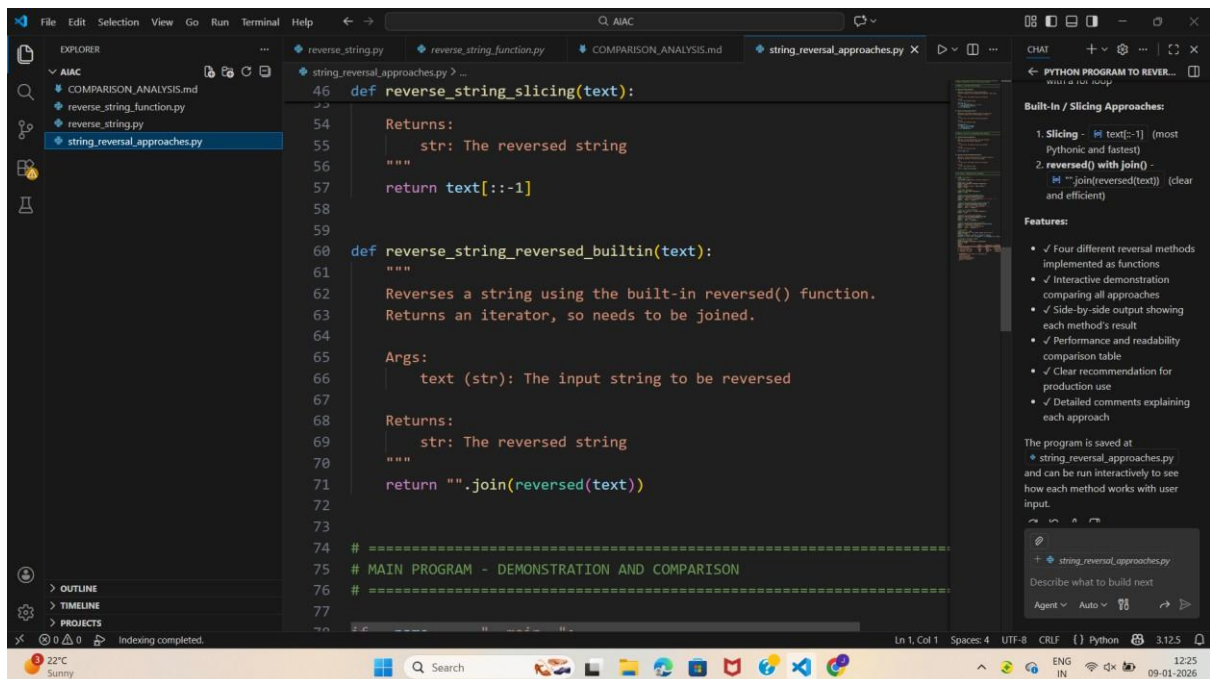 File Edit Selection View Go Run Terminal Help
AIAC
EXPLORER
AIAC
COMPARISON_ANALYSIS.md
reverse_string_function.py
reverse_string.py
string_reversal_approaches.py
OUTLINE
TIMELINE
PROJECTS
reverse_string.py reverse_string_function.py COMPARISON_ANALYSIS.md string_reversal_approaches.py
string_reversal_approaches.py > ...
46 def reverse_string_slicing(text):
54 Returns:
55 str: The reversed string
56 """
57 return text[::-1]
58
59
60 def reverse_string_reversed_builtin(text):
61 """
62 Reverses a string using the built-in reversed() function.
63 Returns an iterator, so needs to be joined.
64
65 Args:
66 text (str): The input string to be reversed
67
68 Returns:
69 str: The reversed string
70 """
71 return "".join(reversed(text))
72
73
74 # ====================================================================
75 # MAIN PROGRAM - DEMONSTRATION AND COMPARISON
76 # ====================================================================
77
CHAT
PYTHON PROGRAM TO REVER...
with a for loop
Built-In / Slicing Approaches:
1. Slicing - text[::-1] (most
Pythonic and fastest)
2. reversed() with join() -
"".join(reversed(text)) (clear
and efficient)
Features:
• ✓ Four different reversal methods
implemented as functions
• ✓ Interactive demonstration
comparing all approaches
• ✓ Side-by-side output showing
each method's result
• ✓ Performance and readability
comparison table
• ✓ Clear recommendation for
production use
• ✓ Detailed comments explaining
each approach
The program is saved at
string_reversal_approaches.py
and can be run interactively to see
how each method works with user
input.
string_reversal_approaches.py
Describe what to build next
Agent Auto
0 0 Indexing completed.
Ln 1, Col 1 Spaces: 4 UTF-8 CRLF {} Python 3.12.5
3 22°C
Sunny
Search
ENG
IN
12:25
09-01-2026